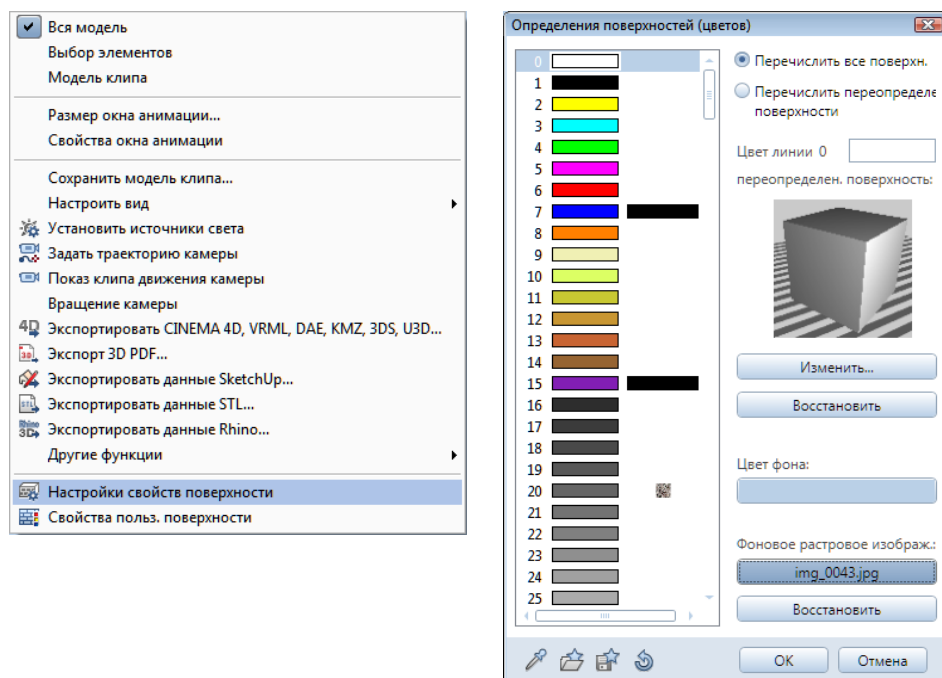 Вся модель
Выбор элементов
Модель клипа
Размер окна анимации...
Свойства окна анимации
Сохранить модель клипа...
Настроить вид
Установить источники света
Задать траекторию камеры
Показ клипа движения камеры
Вращение камеры
4D Экспортировать CINEMA 4D, VRML, DAE, KMZ, 3DS, U3D...
Экспорт 3D PDF...
Экспортировать данные SketchUp...
STL Экспортировать данные STL...
Rhino 3D Экспортировать данные Rhino...
Другие функции
Настройки свойств поверхности
Свойства польз. поверхности
Определения поверхностей (цветов)
0
1
2
3
4
5
6
7
8
9
10
11
12
13
14
15
16
17
18
19
20
21
22
23
24
25
Перечислить все поверхн.
Перечислить переопределе
поверхности
Цвет линии 0
переопределен. поверхность:
Изменить...
Восстановить
Цвет фона:
Фоновое растровое изображ.:
img_0043.jpg
Восстановить
OK
Отмена